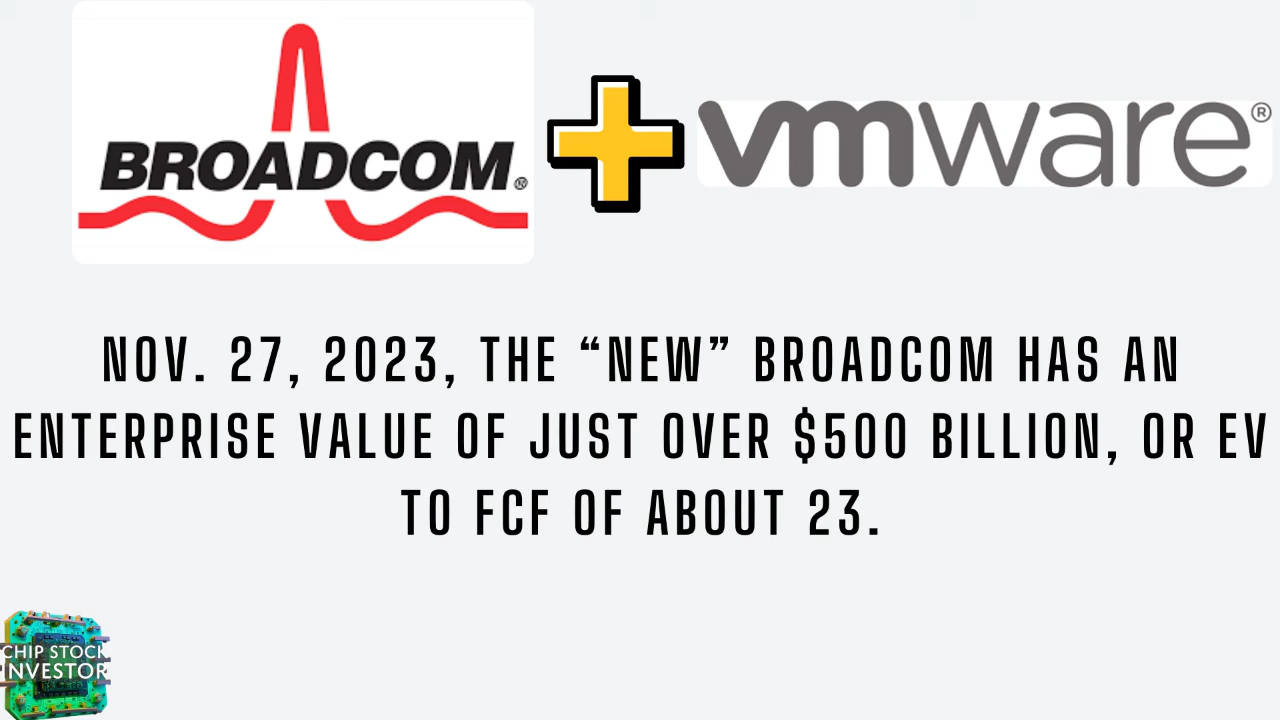 BROADCOM®
vmware®
NOV. 27, 2023, THE “NEW” BROADCOM HAS AN
ENTERPRISE VALUE OF JUST OVER $500 BILLION, OR EV
TO FCF OF ABOUT 23.
CHIP STOCK
INVESTOR